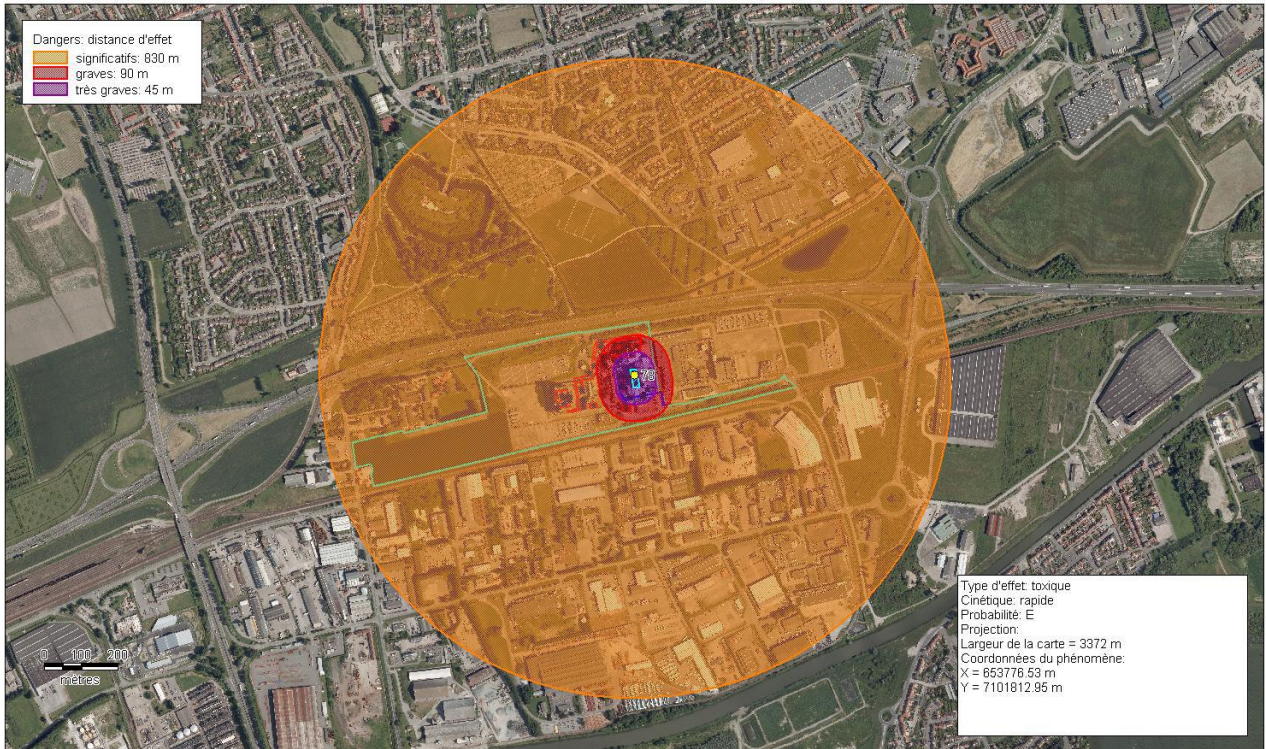 Dangers: distance d'effet
significatifs: 830 m
graves: 90 m
très graves: 45 m
78
0 100 200
mètres
Type d'effet: toxique
Cinétique: rapide
Probabilité: E
Projection:
Largeur de la carte = 3372 m
Coordonnées du phénomène:
X = 653776.53 m
Y = 7101812.95 m